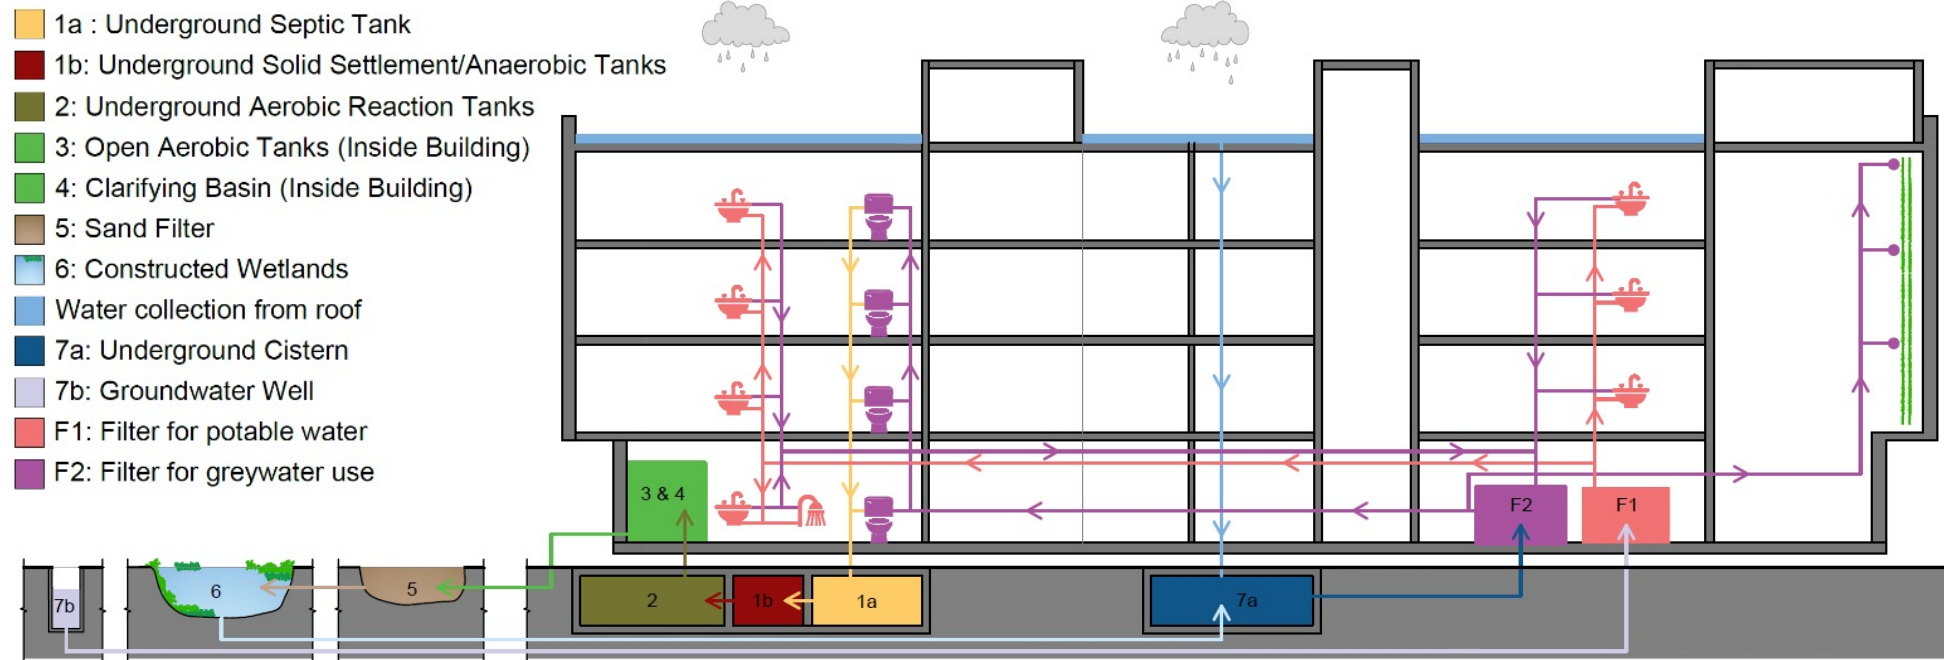 1a : Underground Septic Tank
1b: Underground Solid Settlement/Anaerobic Tanks
2: Underground Aerobic Reaction Tanks
3: Open Aerobic Tanks (Inside Building)
4: Clarifying Basin (Inside Building)
5: Sand Filter
6: Constructed Wetlands
Water collection from roof
7a: Underground Cistern
7b: Groundwater Well
F1: Filter for potable water
F2: Filter for greywater use
3 & 4
F2
F1
7b
6
5
2
1b
1a
7a